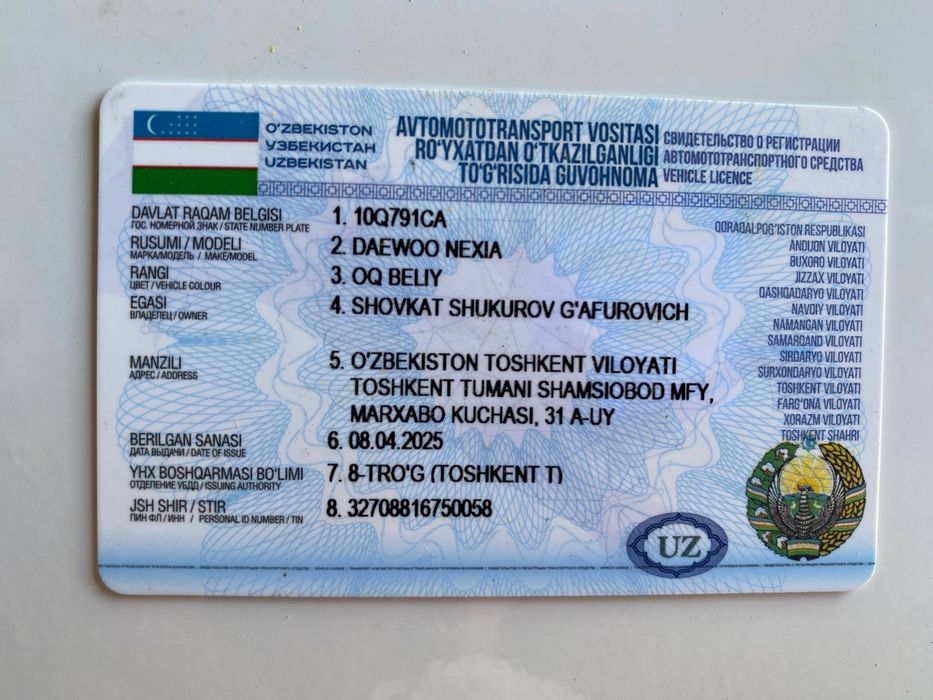 O'ZBEKISTON
УЗБЕКИСТАН
UZBEKISTAN
AVTOMOTOTRANSPORT VOSITASI
RO'YXATDAN O'TKAZILGANLIGI
TO'G'RISIDA GUVOHNOMA
СВИДЕТЕЛЬСТВО О РЕГИСТРАЦИИ
АВТОМОТОТРАНСПОРТНОГО СРЕДСТВА
VEHICLE LICENCE
DAVLAT RAQAM BELGISI
ГОС. НОМЕРНОЙ ЗНАК / STATE NUMBER PLATE
1. 10Q791CA
RUSUMI / MODELI
МАРКА/МОДЕЛЬ / MAKE/MODEL
2. DAEWOO NEXIA
RANGI
ЦВЕТ / VEHICLE COLOUR
3. OQ BELIY
EGASI
ВЛАДЕЛЕЦ / OWNER
4. SHOVKAT SHUKUROV G'AFUROVICH
MANZILI
АДРЕС / ADDRESS
5. O'ZBEKISTON TOSHKENT VILOYATI
TOSHKENT TUMANI SHAMSIOBOD MFY,
MARXABO KUCHASI, 31 A-UY
BERILGAN SANASI
ДАТА ВЫДАЧИ / DATE OF ISSUE
6. 08.04.2025
YHX BOSHQARMASI BO'LIMI
ОТДЕЛЕНИЕ УБДД / ISSUING AUTHORITY
7. 8-TRO'G (TOSHKENT T)
JSH SHIR / STIR
ПИН ФЛ / ИНН / PERSONAL ID NUMBER / TIN
8. 32708816750058
QORAQALPOG'ISTON RESPUBLIKASI
ANDIJON VILOYATI
BUXORO VILOYATI
JIZZAX VILOYATI
QASHQADARYO VILOYATI
NAVOIY VILOYATI
NAMANGAN VILOYATI
SAMARQAND VILOYATI
SIRDARYO VILOYATI
SURXONDARYO VILOYATI
TOSHKENT VILOYATI
FARG'ONA VILOYATI
XORAZM VILOYATI
TOSHKENT SHAHRI
UZ